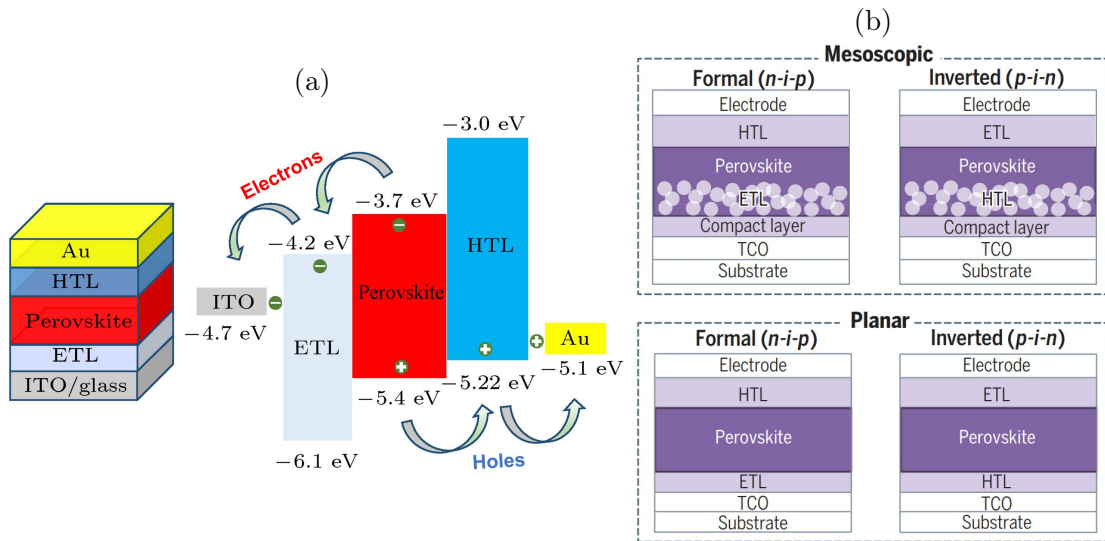 (a)
Au
HTL
Perovskite
ETL
ITO/glass
Electrons
−3.0 eV
−3.7 eV
−4.2 eV
HTL
Perovskite
ITO
−4.7 eV
ETL
Au
−5.1 eV
−5.22 eV
−5.4 eV
−6.1 eV
Holes
(b)
Mesoscopic
Formal (n-i-p)
Electrode
HTL
Perovskite
ETL
Compact layer
TCO
Substrate
Inverted (p-i-n)
Electrode
ETL
Perovskite
HTL
Compact layer
TCO
Substrate
Planar
Formal (n-i-p)
Electrode
HTL
Perovskite
ETL
TCO
Substrate
Inverted (p-i-n)
Electrode
ETL
Perovskite
HTL
TCO
Substrate